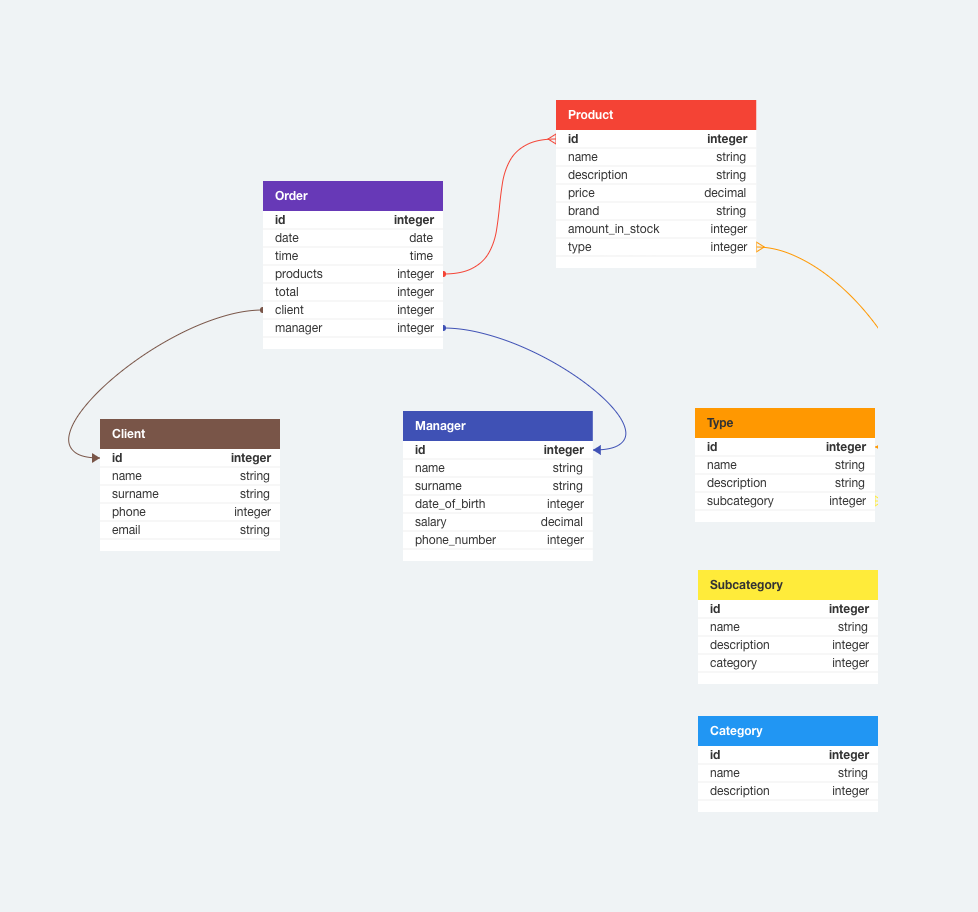 Product
id integer
name string
description string
price decimal
brand string
amount_in_stock integer
type integer
Order
id integer
date date
time time
products integer
total integer
client integer
manager integer
Client
id integer
name string
surname string
phone integer
email string
Manager
id integer
name string
surname string
date_of_birth integer
salary decimal
phone_number integer
Type
id integer
name string
description string
subcategory integer
Subcategory
id integer
name string
description integer
category integer
Category
id integer
name string
description integer